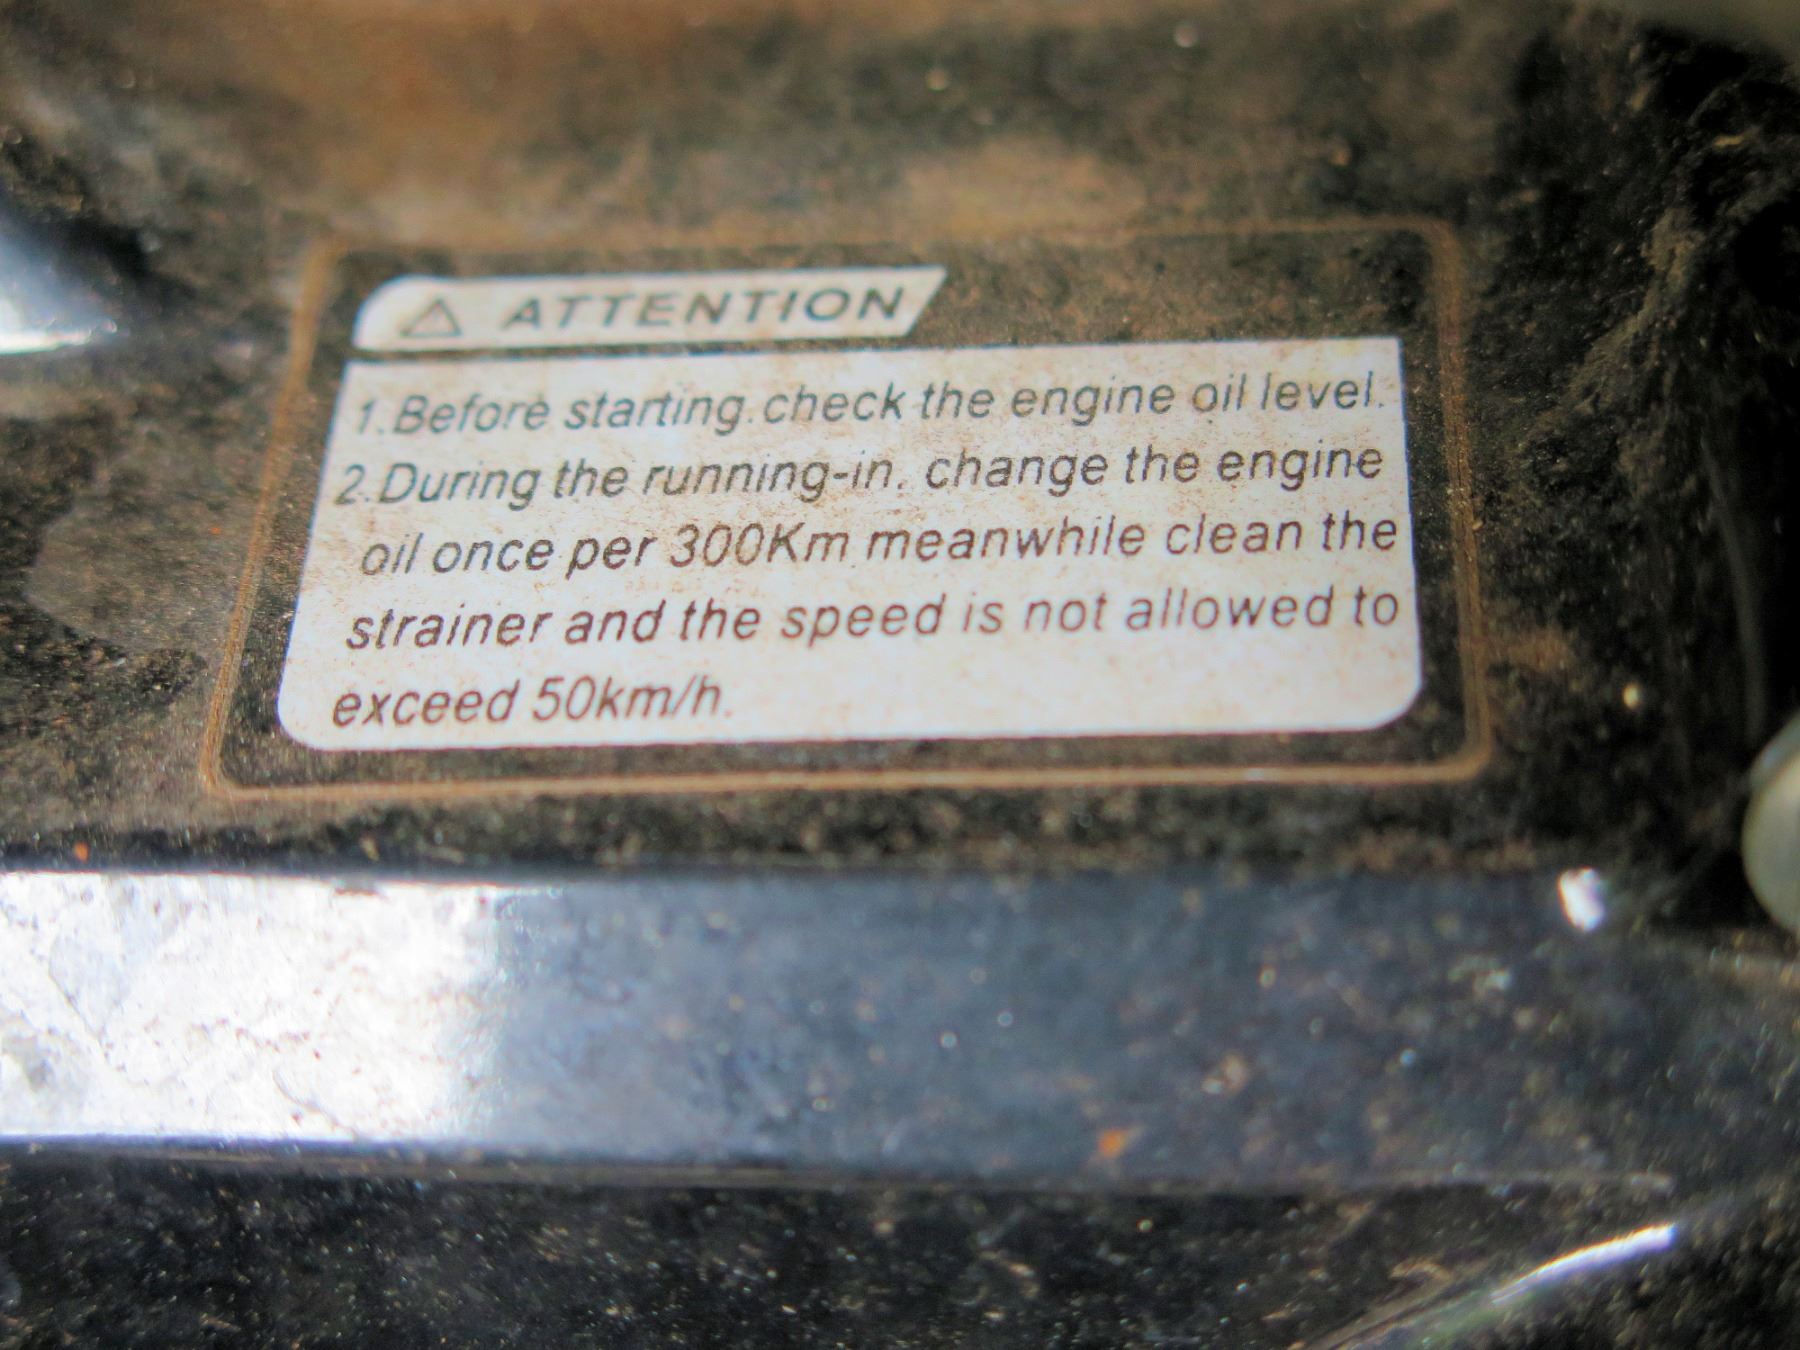 ATTENTION
1.Before starting.check the engine oil level.
2.During the running-in. change the engine
oil once per 300Km meanwhile clean the
strainer and the speed is not allowed to
exceed 50km/h.